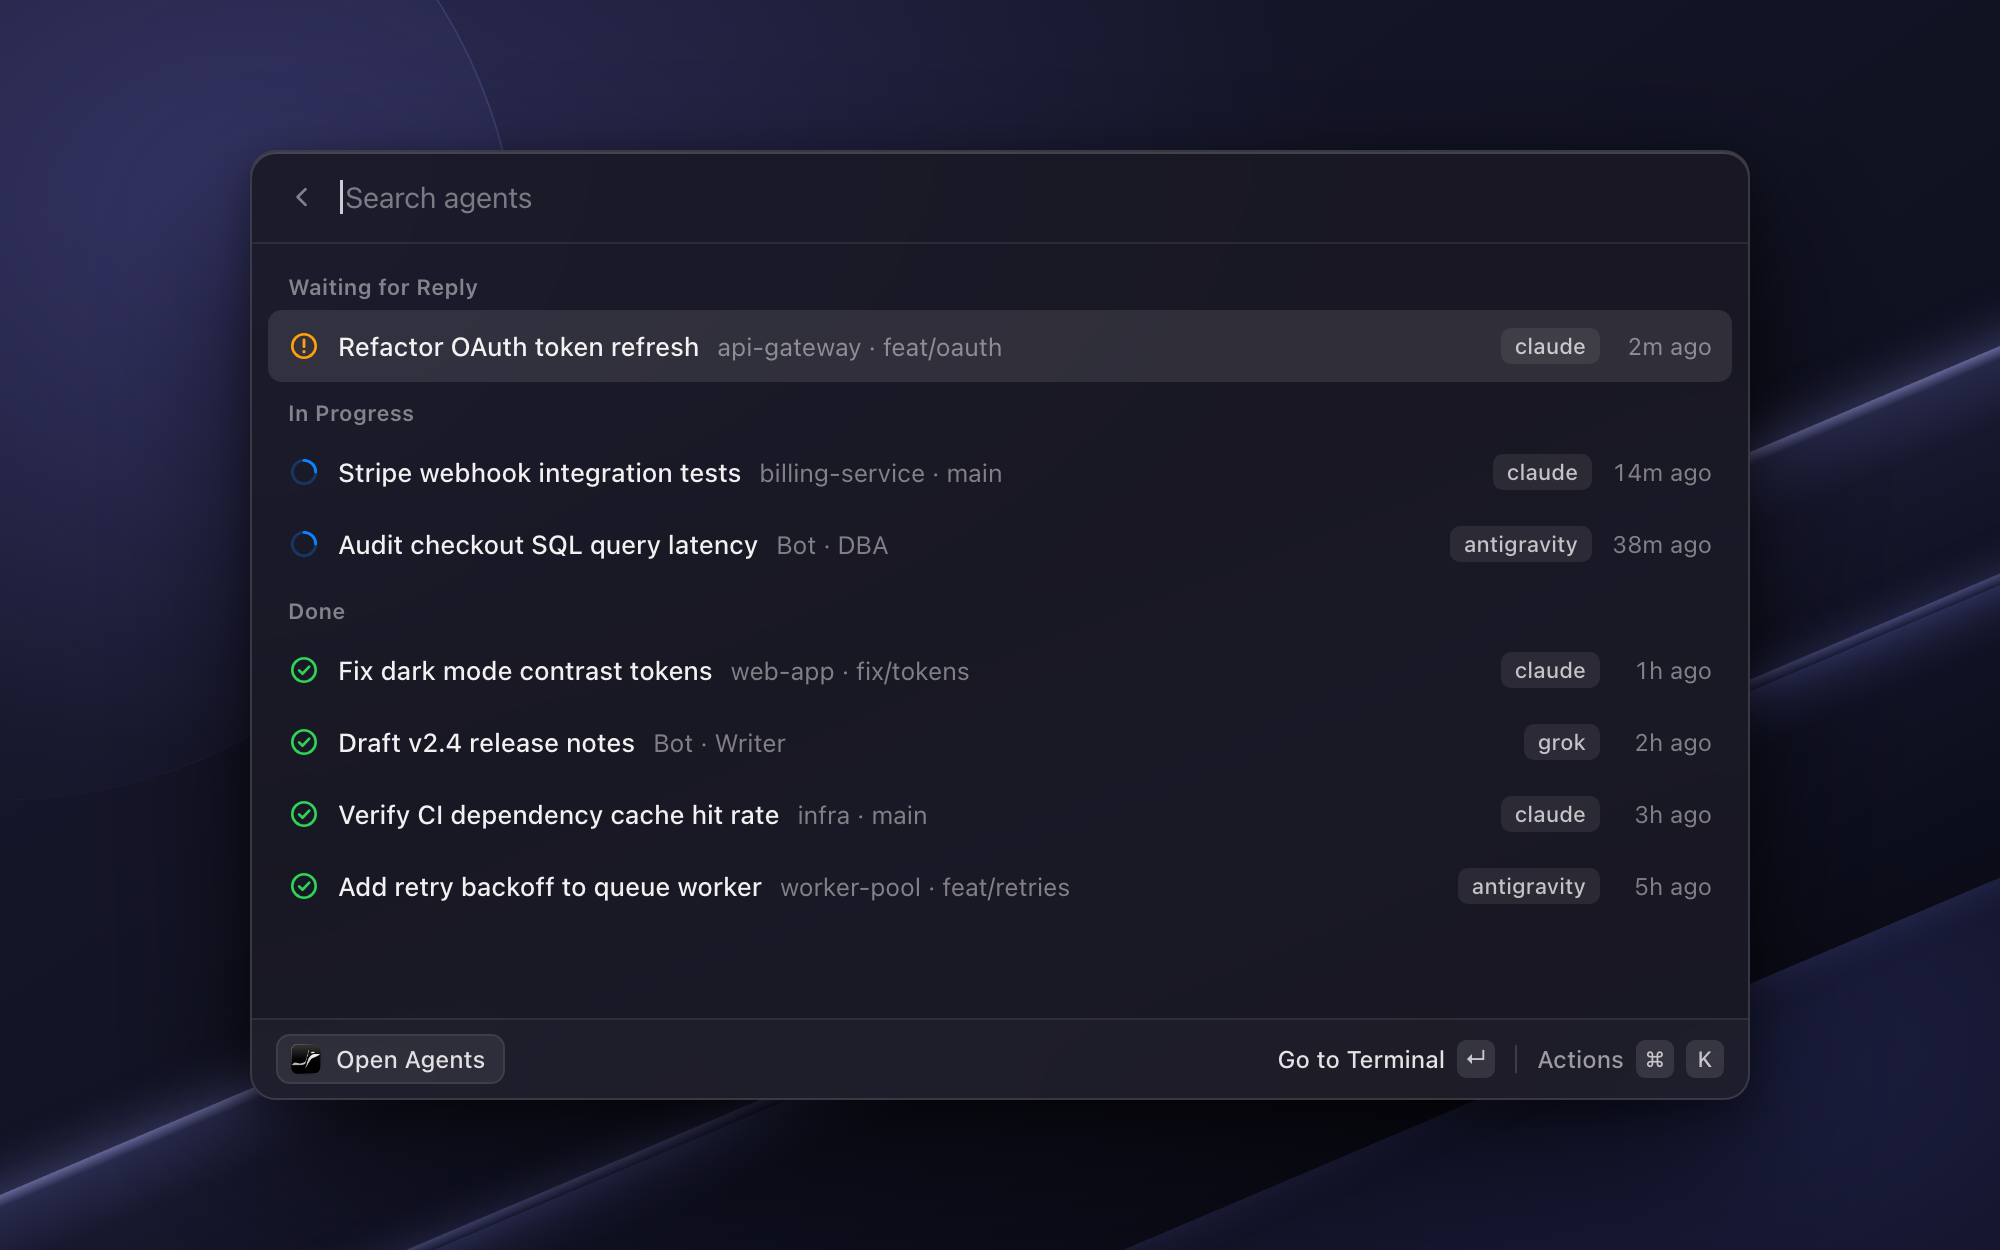 Search agents
Waiting for Reply
Refactor OAuth token refresh api-gateway · feat/oauth claude 2m ago
In Progress
Stripe webhook integration tests billing-service · main claude 14m ago
Audit checkout SQL query latency Bot · DBA antigravity 38m ago
Done
Fix dark mode contrast tokens web-app · fix/tokens claude 1h ago
Draft v2.4 release notes Bot · Writer grok 2h ago
Verify CI dependency cache hit rate infra · main claude 3h ago
Add retry backoff to queue worker worker-pool · feat/retries antigravity 5h ago
Open Agents Go to Terminal ↵ Actions ⌘ K